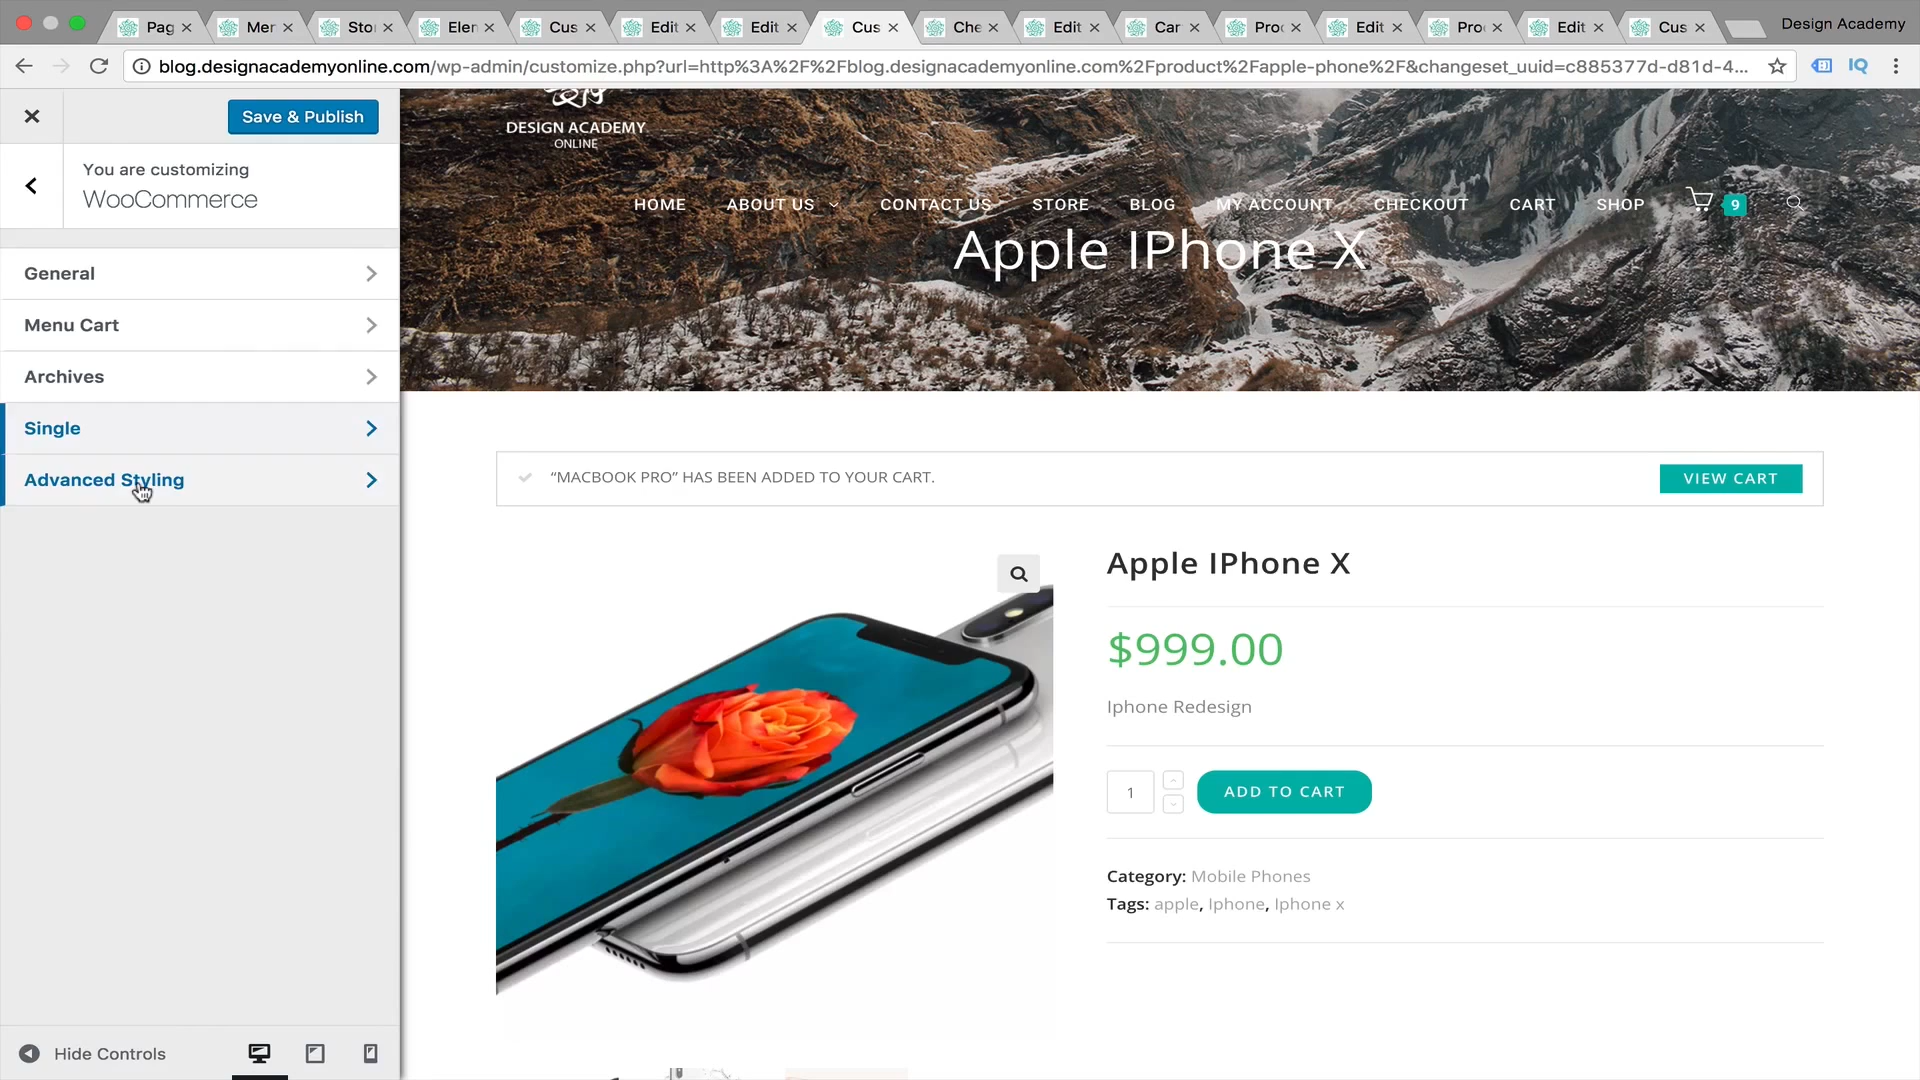 Pag
Mer
Sto
Elen
Cus
Edit
Edit
Cus
Che
Edit
Car
Pro
Edit
Pro
Edit
Cus
Design Academy
blog.designacademyonline.com/wp-admin/customize.php?url=http%3A%2F%2Fblog.designacademyonline.com%2Fproduct%2Fapple-phone%2F&changeset_uuid=c885377d-d81d-4...
IQ
Save & Publish
You are customizing
WooCommerce
General
Menu Cart
Archives
Single
Advanced Styling
Hide Controls
DESIGN ACADEMY
ONLINE
HOME ABOUT US CONTACT US STORE BLOG MY ACCOUNT CHECKOUT CART SHOP 9
Apple IPhone X
“MACBOOK PRO” HAS BEEN ADDED TO YOUR CART.
VIEW CART
Apple IPhone X
$999.00
Iphone Redesign
1
ADD TO CART
Category: Mobile Phones
Tags: apple, Iphone, Iphone x